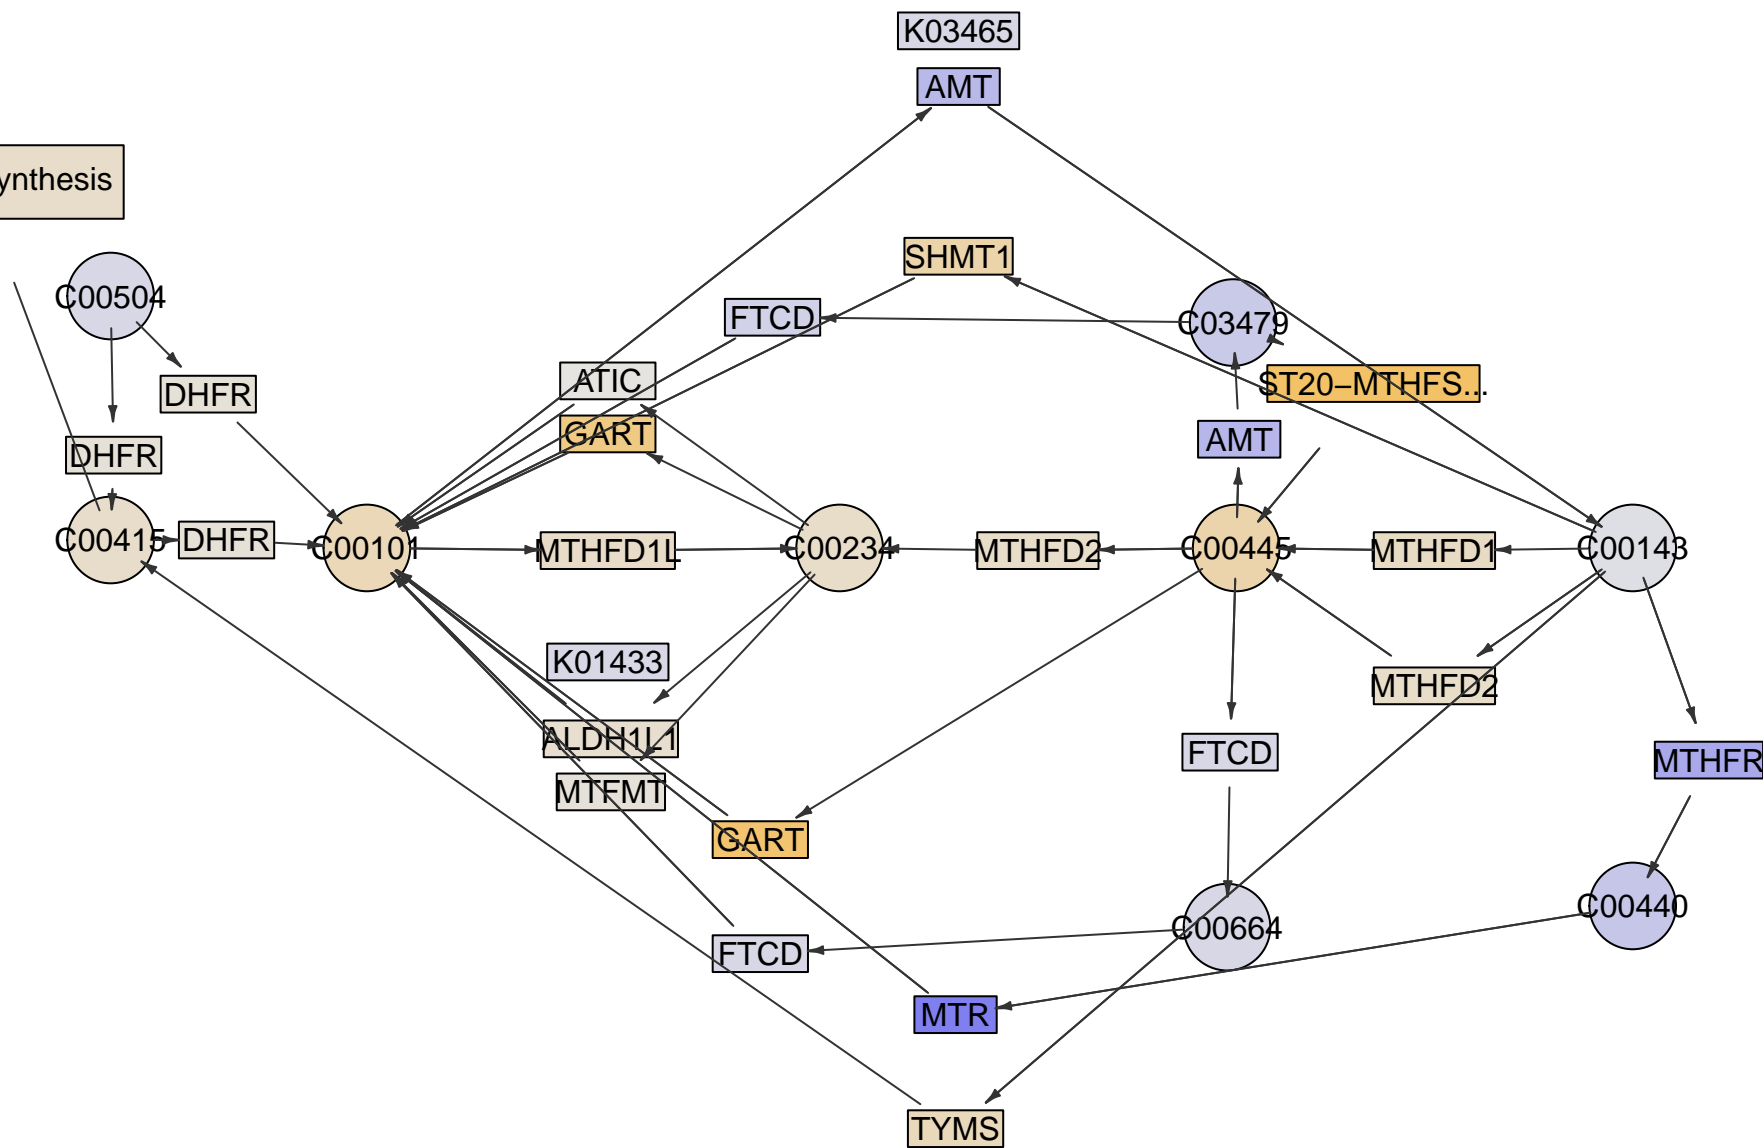 K03465
AMT
ynthesis
SHMT1
C00504
FTCD
C03479
ATIC
ST20−MTHFS...
DHFR
GART
AMT
DHFR
C00415
DHFR
C00101
MTHFD1L
C00234
MTHFD2
C00445
MTHFD1
C00143
K01433
MTHFD2
ALDH1L1
FTCD
MTHFR
MTFMT
GART
C00440
C00664
FTCD
MTR
TYMS